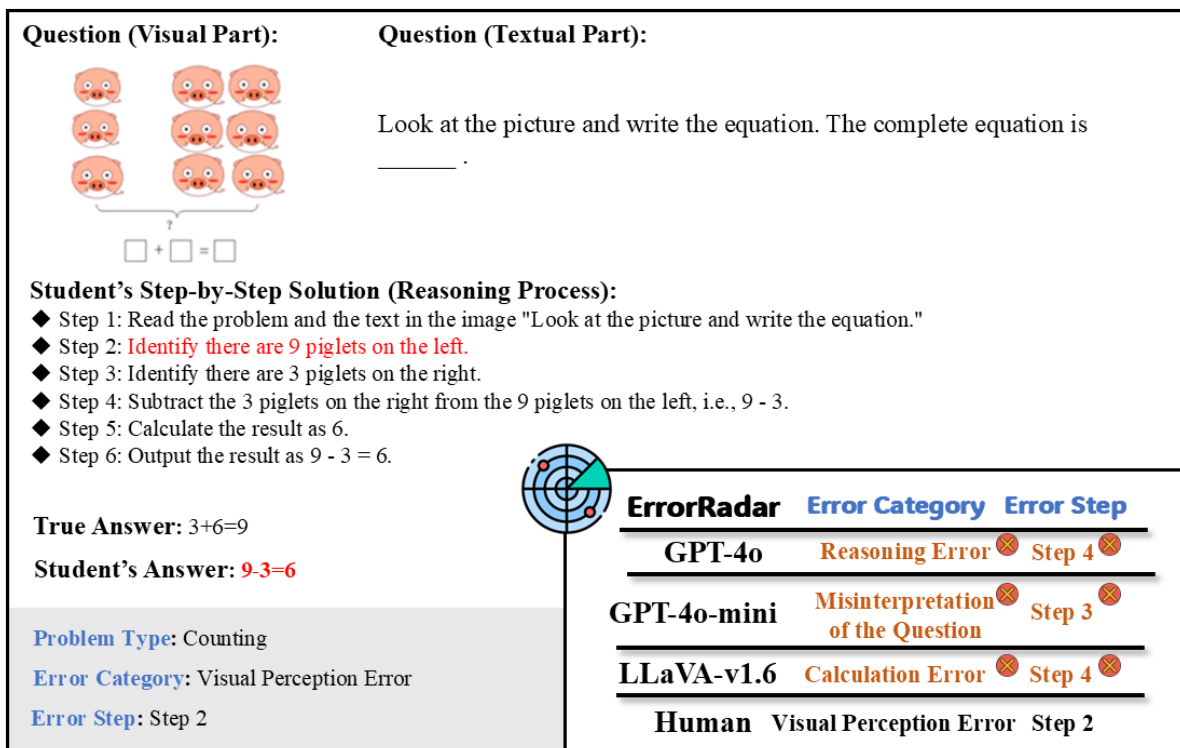 Question (Visual Part):
Question (Textual Part):
Look at the picture and write the equation. The complete equation is
______ .
?
□ + □ = □
Student’s Step-by-Step Solution (Reasoning Process):
◆ Step 1: Read the problem and the text in the image "Look at the picture and write the equation."
◆ Step 2: Identify there are 9 piglets on the left.
◆ Step 3: Identify there are 3 piglets on the right.
◆ Step 4: Subtract the 3 piglets on the right from the 9 piglets on the left, i.e., 9 - 3.
◆ Step 5: Calculate the result as 6.
◆ Step 6: Output the result as 9 - 3 = 6.
True Answer: 3+6=9
Student’s Answer: 9-3=6
Problem Type: Counting
Error Category: Visual Perception Error
Error Step: Step 2
ErrorRadar Error Category Error Step
GPT-4o Reasoning Error Step 4
GPT-4o-mini Misinterpretation of the Question Step 3
LLaVA-v1.6 Calculation Error Step 4
Human Visual Perception Error Step 2